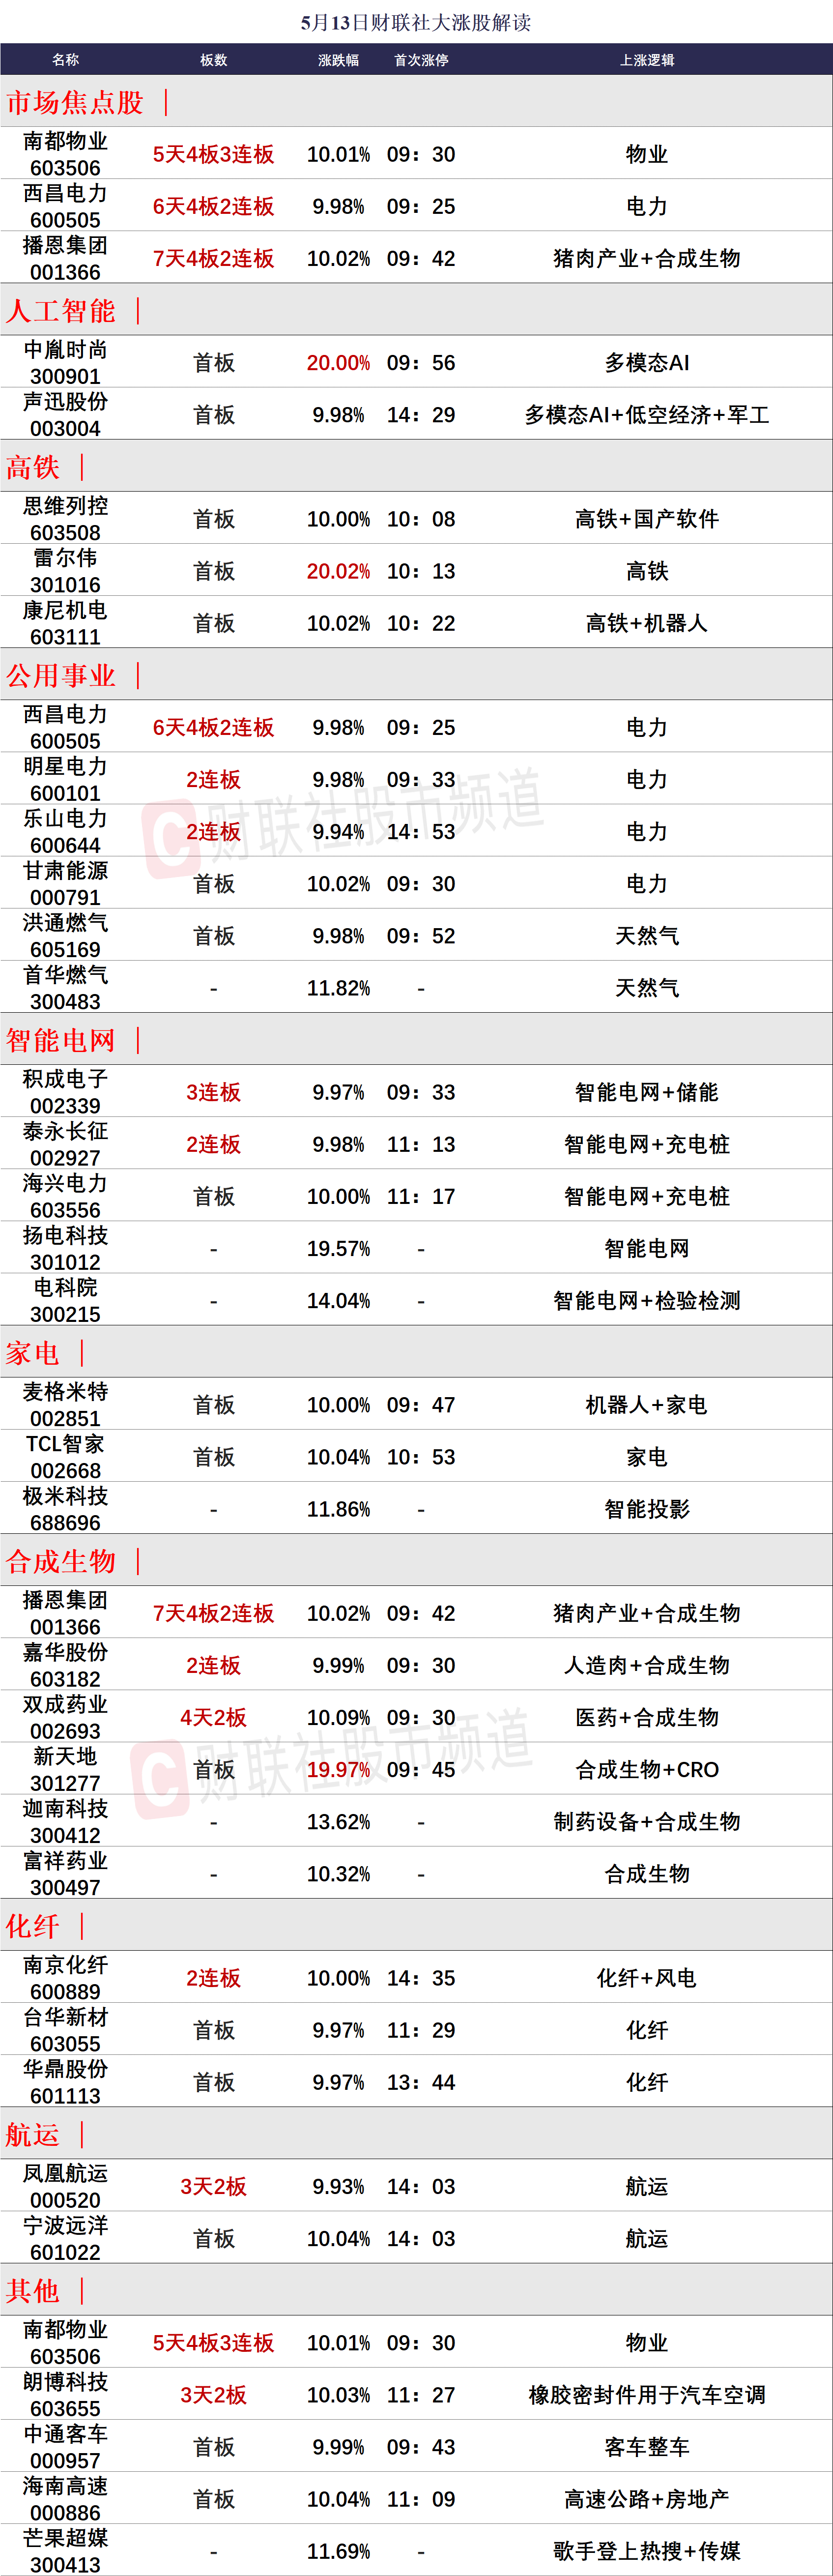 5月13日财联社大涨股解读
名称 板数 涨跌幅 首次涨停 上涨逻辑
市场焦点股 |
南都物业
603506 5天4板3连板 10.01% 09：30 物业
西昌电力
600505 6天4板2连板 9.98% 09：25 电力
播恩集团
001366 7天4板2连板 10.02% 09：42 猪肉产业+合成生物
人工智能 |
中胤时尚
300901 首板 20.00% 09：56 多模态AI
声迅股份
003004 首板 9.98% 14：29 多模态AI+低空经济+军工
高铁 |
思维列控
603508 首板 10.00% 10：08 高铁+国产软件
雷尔伟
301016 首板 20.02% 10：13 高铁
康尼机电
603111 首板 10.02% 10：22 高铁+机器人
公用事业 |
西昌电力
600505 6天4板2连板 9.98% 09：25 电力
明星电力
600101 2连板 9.98% 09：33 电力
乐山电力
600644 2连板 9.94% 14：53 电力
甘肃能源
000791 首板 10.02% 09：30 电力
洪通燃气
605169 首板 9.98% 09：52 天然气
首华燃气
300483 - 11.82% - 天然气
财联社股市频道
智能电网 |
积成电子
002339 3连板 9.97% 09：33 智能电网+储能
泰永长征
002927 2连板 9.98% 11：13 智能电网+充电桩
海兴电力
603556 首板 10.00% 11：17 智能电网+充电桩
扬电科技
301012 - 19.57% - 智能电网
电科院
300215 - 14.04% - 智能电网+检验检测
家电 |
麦格米特
002851 首板 10.00% 09：47 机器人+家电
TCL智家
002668 首板 10.04% 10：53 家电
极米科技
688696 - 11.86% - 智能投影
合成生物 |
播恩集团
001366 7天4板2连板 10.02% 09：42 猪肉产业+合成生物
嘉华股份
603182 2连板 9.99% 09：30 人造肉+合成生物
双成药业
002693 4天2板 10.09% 09：30 医药+合成生物
新天地
301277 首板 19.97% 09：45 合成生物+CRO
迦南科技
300412 - 13.62% - 制药设备+合成生物
富祥药业
300497 - 10.32% - 合成生物
财联社股市频道
化纤 |
南京化纤
600889 2连板 10.00% 14：35 化纤+风电
台华新材
603055 首板 9.97% 11：29 化纤
华鼎股份
601113 首板 9.97% 13：44 化纤
航运 |
凤凰航运
000520 3天2板 9.93% 14：03 航运
宁波远洋
601022 首板 10.04% 14：03 航运
其他 |
南都物业
603506 5天4板3连板 10.01% 09：30 物业
朗博科技
603655 3天2板 10.03% 11：27 橡胶密封件用于汽车空调
中通客车
000957 首板 9.99% 09：43 客车整车
海南高速
000886 首板 10.04% 11：09 高速公路+房地产
芒果超媒
300413 - 11.69% - 歌手登上热搜+传媒